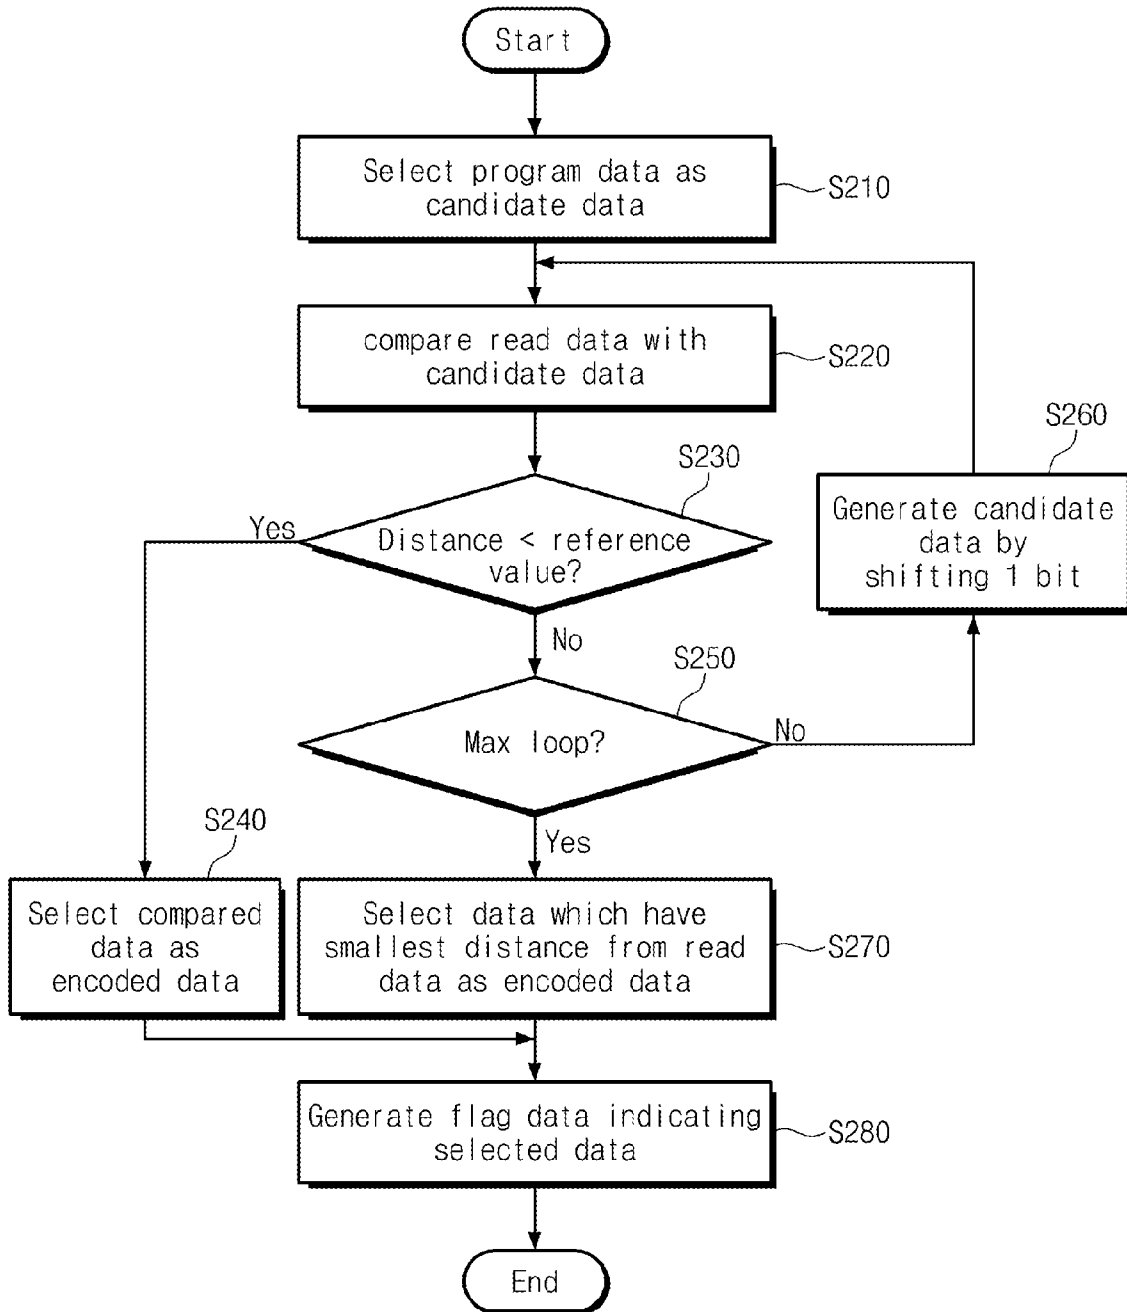 Start
Select program data as
candidate data
S210
compare read data with
candidate data
S220
S260
Generate candidate
data by
shifting 1 bit
S230
Yes
Distance < reference
value?
No
S250
Max loop?
No
Yes
S240
Select compared
data as
encoded data
Select data which have
smallest distance from read
data as encoded data
S270
Generate flag data indicating
selected data
S280
End